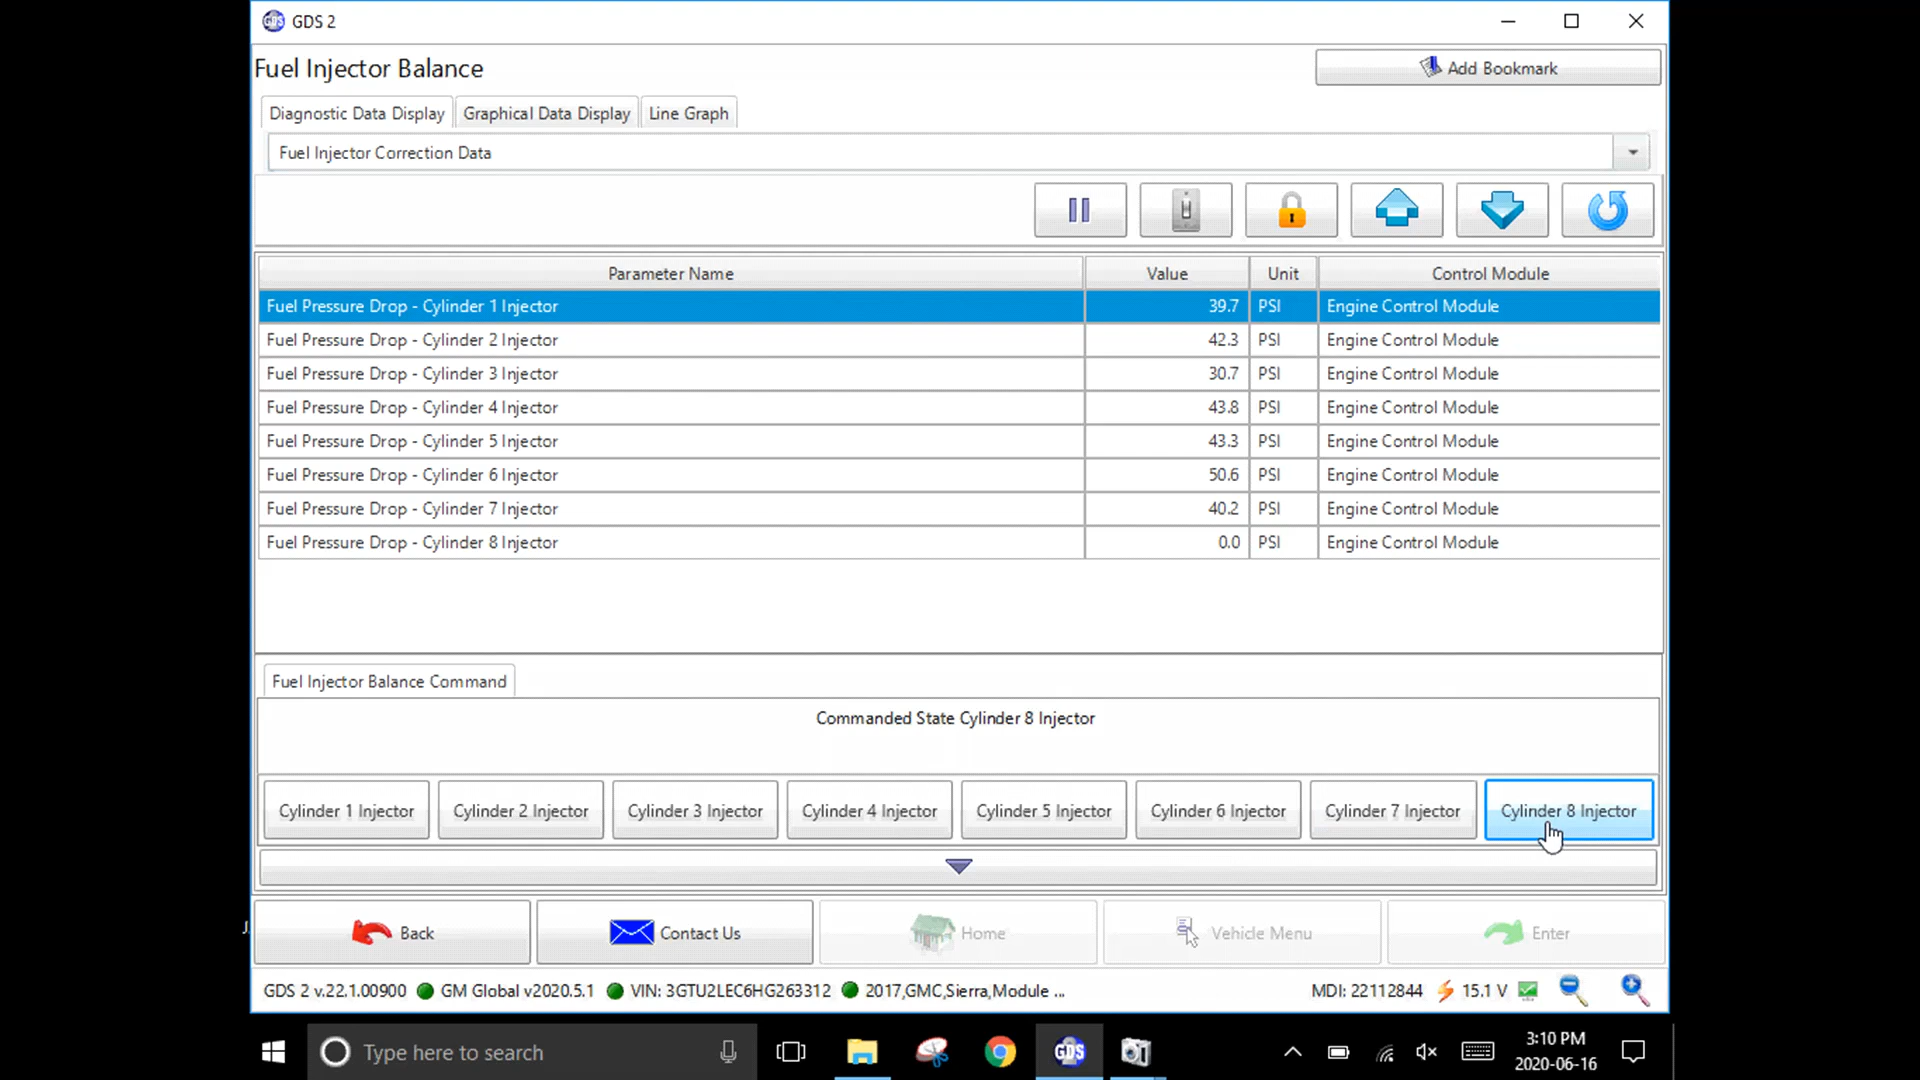 GDS 2
Fuel Injector Balance
Add Bookmark
Diagnostic Data Display Graphical Data Display Line Graph
Fuel Injector Correction Data
Parameter Name Value Unit Control Module
Fuel Pressure Drop - Cylinder 1 Injector 39.7 PSI Engine Control Module
Fuel Pressure Drop - Cylinder 2 Injector 42.3 PSI Engine Control Module
Fuel Pressure Drop - Cylinder 3 Injector 30.7 PSI Engine Control Module
Fuel Pressure Drop - Cylinder 4 Injector 43.8 PSI Engine Control Module
Fuel Pressure Drop - Cylinder 5 Injector 43.3 PSI Engine Control Module
Fuel Pressure Drop - Cylinder 6 Injector 50.6 PSI Engine Control Module
Fuel Pressure Drop - Cylinder 7 Injector 40.2 PSI Engine Control Module
Fuel Pressure Drop - Cylinder 8 Injector 0.0 PSI Engine Control Module
Fuel Injector Balance Command
Commanded State Cylinder 8 Injector
Cylinder 1 Injector Cylinder 2 Injector Cylinder 3 Injector Cylinder 4 Injector Cylinder 5 Injector Cylinder 6 Injector Cylinder 7 Injector Cylinder 8 Injector
Back Contact Us Home Vehicle Menu Enter
GDS 2 v.22.1.00900 GM Global v2020.5.1 VIN: 3GTU2LEC6HG263312 2017,GMC,Sierra,Module ... MDI: 22112844 15.1 V
Type here to search GDS 3:10 PM
2020-06-16